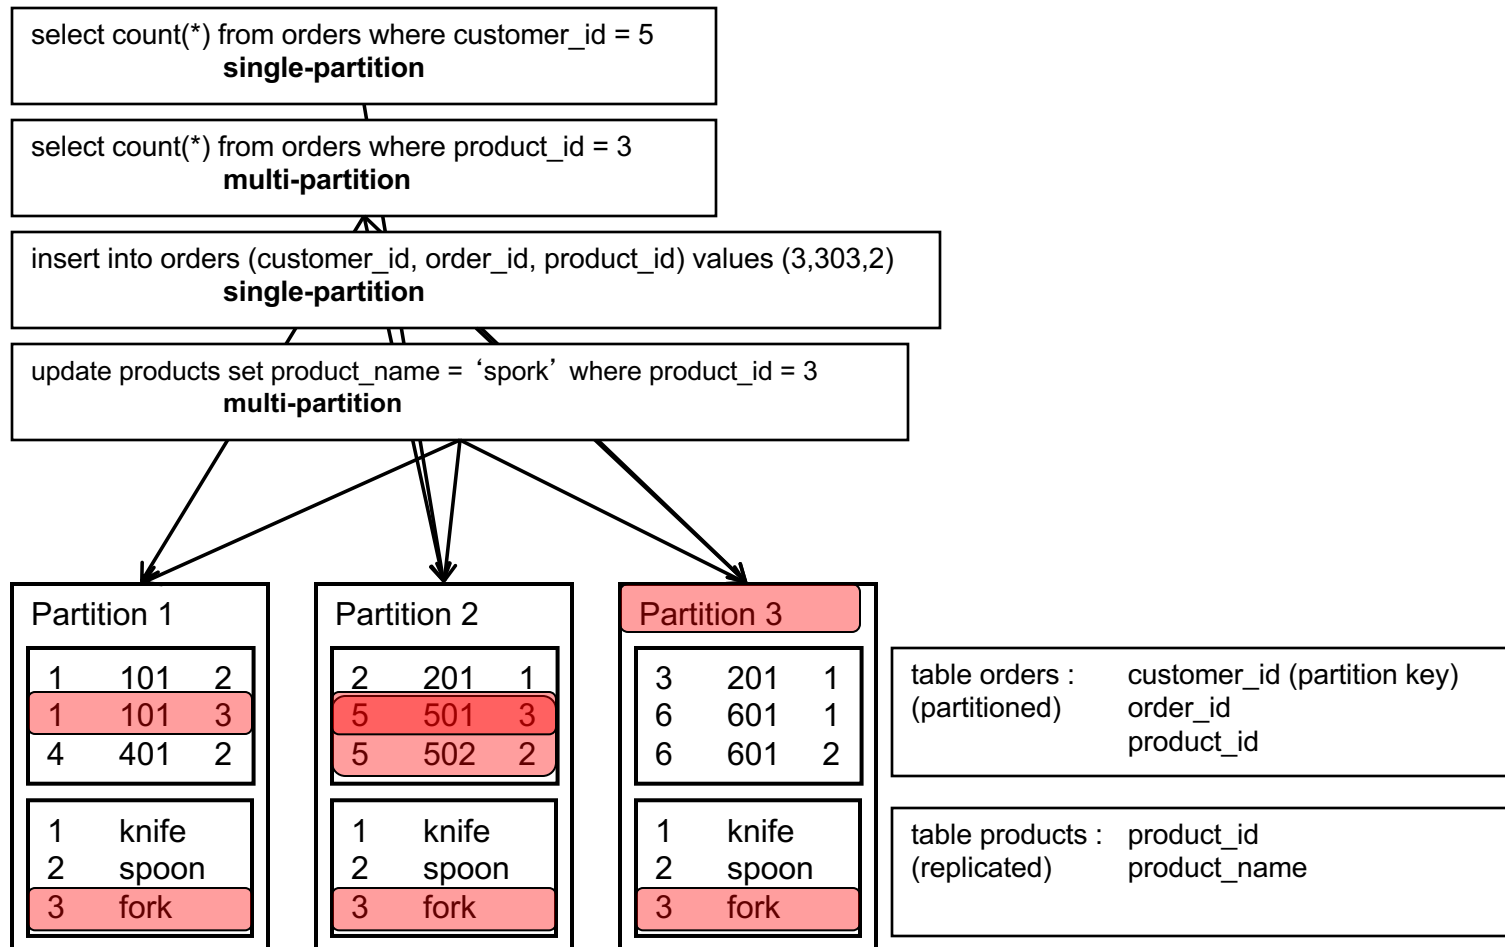 select count(*) from orders where customer_id = 5
single-partition
select count(*) from orders where product_id = 3
multi-partition
insert into orders (customer_id, order_id, product_id) values (3,303,2)
single-partition
update products set product_name = ‘spork’ where product_id = 3
multi-partition
Partition 1
1 101 2
1 101 3
4 401 2
1 knife
2 spoon
3 fork
Partition 2
2 201 1
5 501 3
5 502 2
1 knife
2 spoon
3 fork
Partition 3
3 201 1
6 601 1
6 601 2
1 knife
2 spoon
3 fork
table orders : customer_id (partition key)
(partitioned) order_id
product_id
table products : product_id
(replicated) product_name